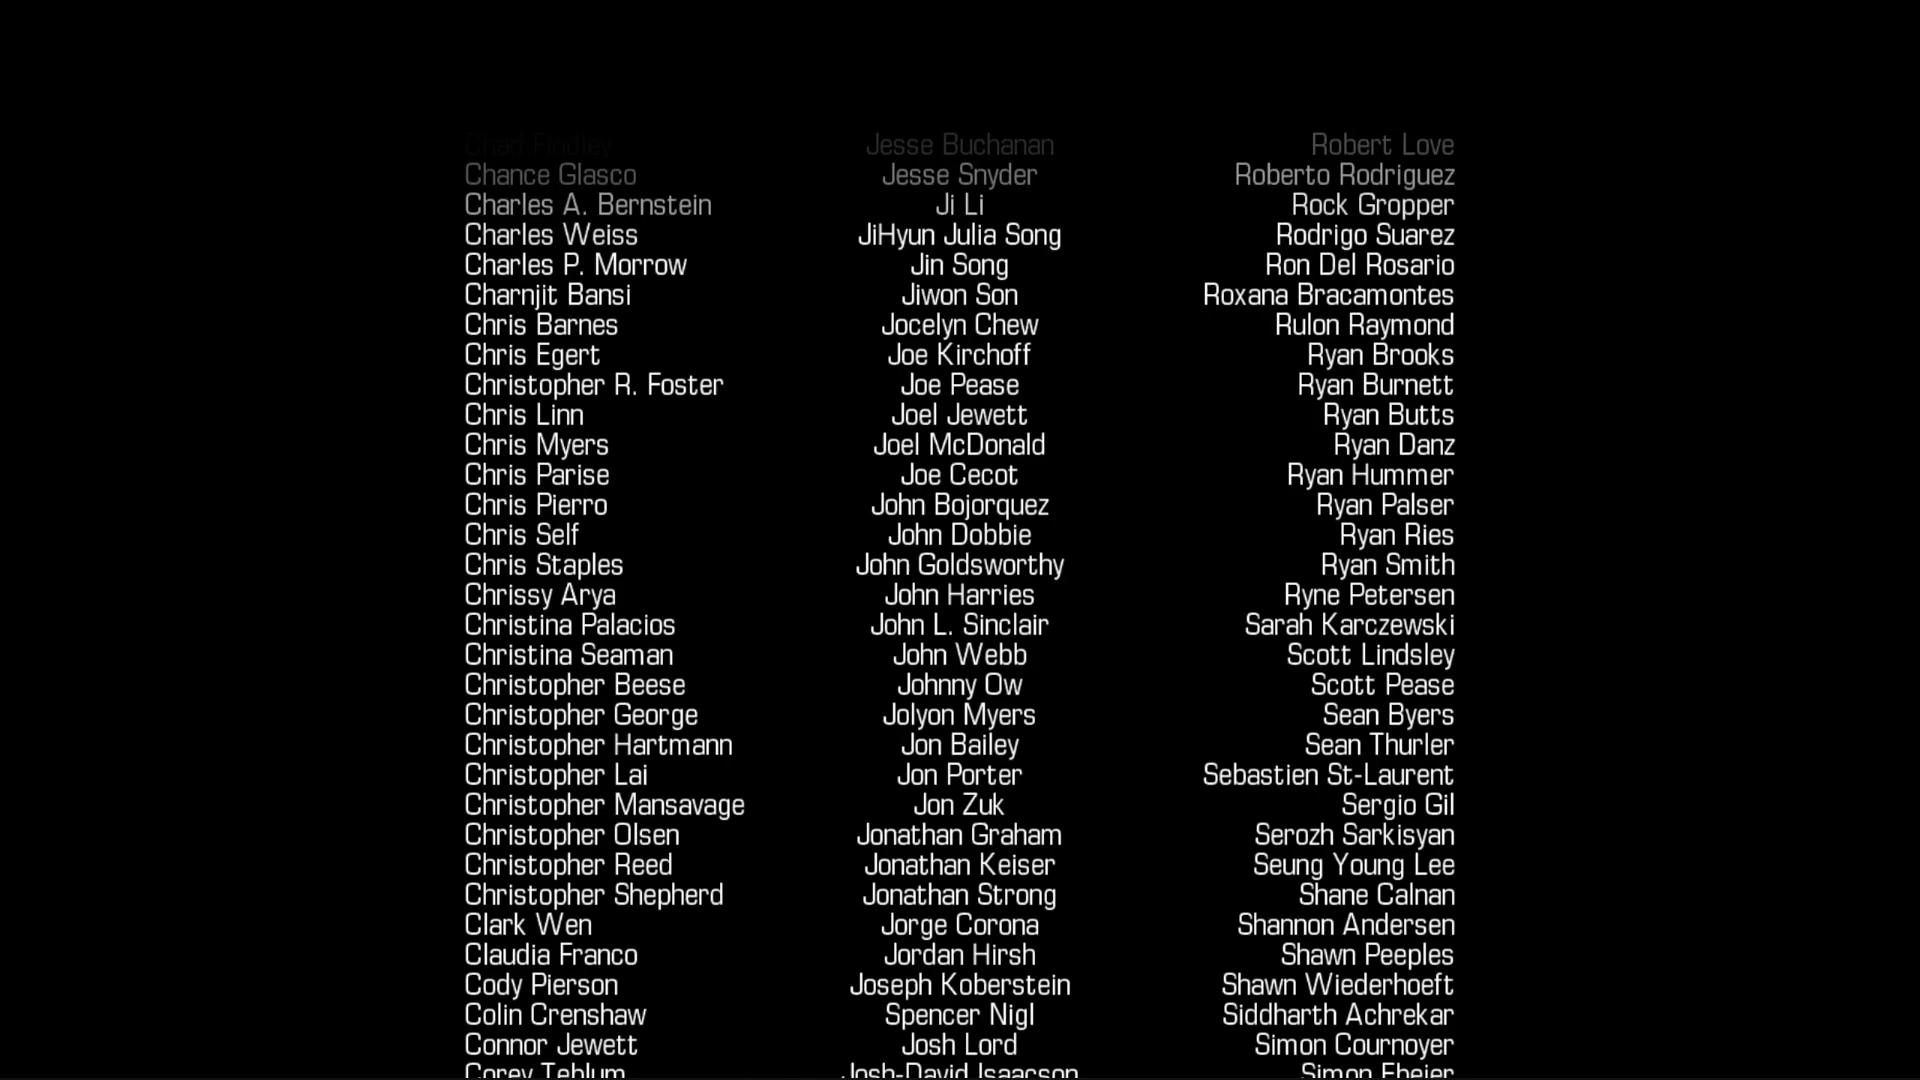 Chad Findley Jesse Buchanan Robert Love
Chance Glasco Jesse Snyder Roberto Rodriguez
Charles A. Bernstein Ji Li Rock Gropper
Charles Weiss JiHyun Julia Song Rodrigo Suarez
Charles P. Morrow Jin Song Ron Del Rosario
Charnjit Bansi Jiwon Son Roxana Bracamontes
Chris Barnes Jocelyn Chew Rulon Raymond
Chris Egert Joe Kirchoff Ryan Brooks
Christopher R. Foster Joe Pease Ryan Burnett
Chris Linn Joel Jewett Ryan Butts
Chris Myers Joel McDonald Ryan Danz
Chris Parise Joe Cecot Ryan Hummer
Chris Pierro John Bojorquez Ryan Palser
Chris Self John Dobbie Ryan Ries
Chris Staples John Goldsworthy Ryan Smith
Chrissy Arya John Harries Ryne Petersen
Christina Palacios John L. Sinclair Sarah Karczewski
Christina Seaman John Webb Scott Lindsley
Christopher Beese Johnny Ow Scott Pease
Christopher George Jolyon Myers Sean Byers
Christopher Hartmann Jon Bailey Sean Thurler
Christopher Lai Jon Porter Sebastien St-Laurent
Christopher Mansavage Jon Zuk Sergio Gil
Christopher Olsen Jonathan Graham Serozh Sarkisyan
Christopher Reed Jonathan Keiser Seung Young Lee
Christopher Shepherd Jonathan Strong Shane Calnan
Clark Wen Jorge Corona Shannon Andersen
Claudia Franco Jordan Hirsh Shawn Peeples
Cody Pierson Joseph Koberstein Shawn Wiederhoeft
Colin Crenshaw Spencer Nigl Siddharth Achrekar
Connor Jewett Josh Lord Simon Cournoyer
Corey Teblum Josh-David Isaacson Simon Ebejer